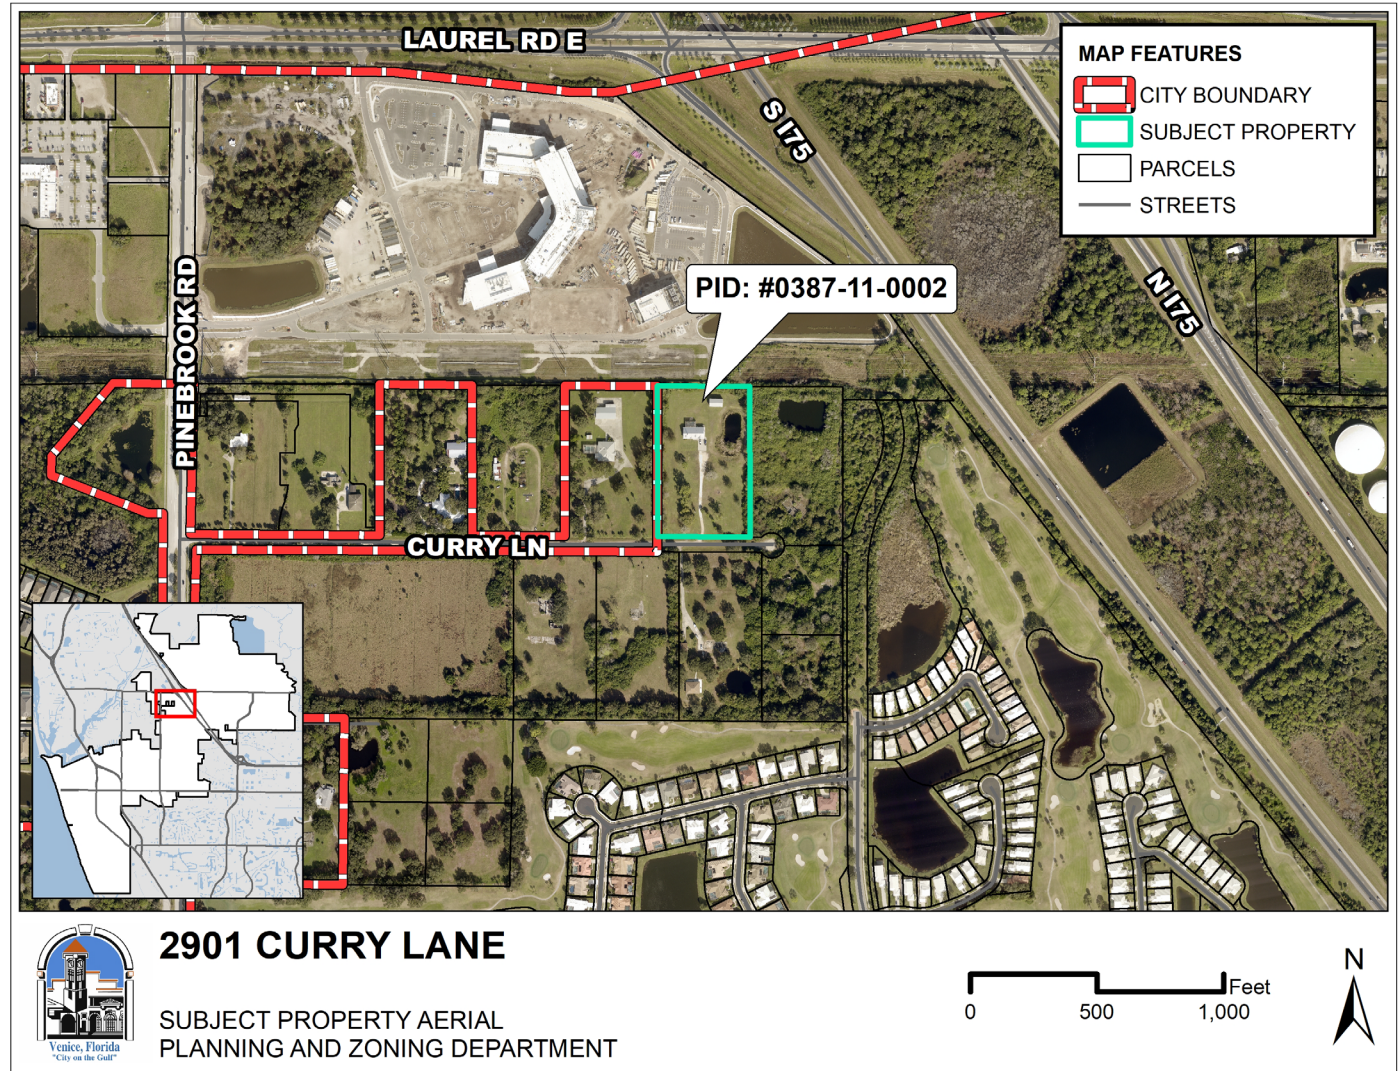 LAUREL RD E
S I75
N I75
PINEBROOK RD
CURRY LN
PID: #0387-11-0002
MAP FEATURES
CITY BOUNDARY
SUBJECT PROPERTY
PARCELS
STREETS
2901 CURRY LANE
SUBJECT PROPERTY AERIAL
PLANNING AND ZONING DEPARTMENT
Venice, Florida
"City on the Gulf"
0 500 1,000
Feet
N